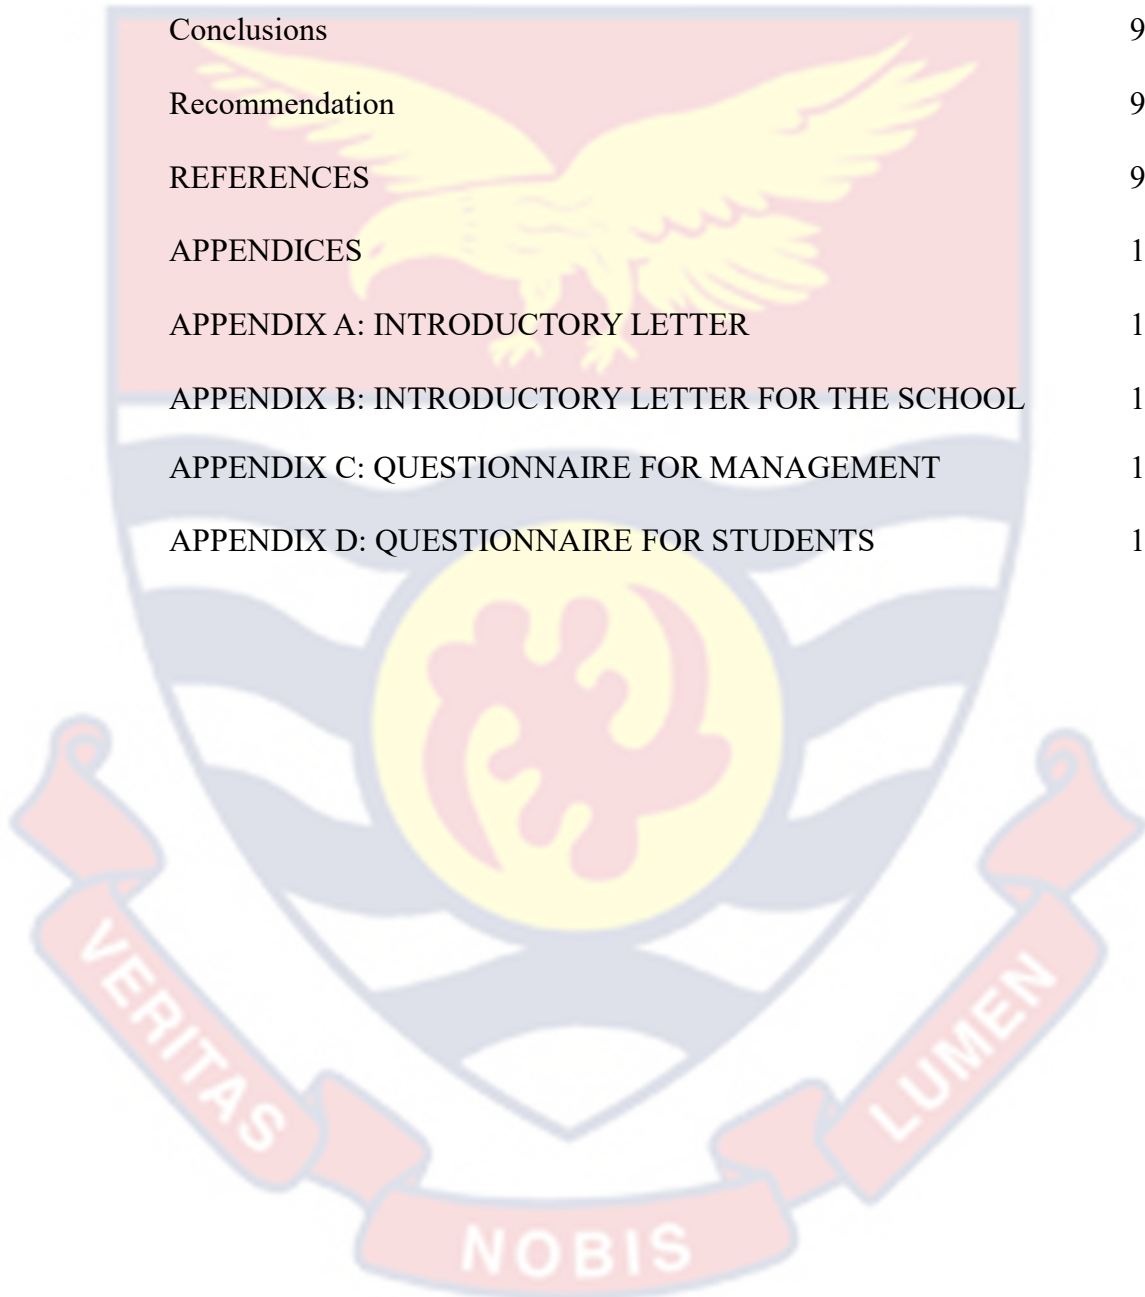 Conclusions 9
Recommendation 9
REFERENCES 9
APPENDICES 1
APPENDIX A: INTRODUCTORY LETTER 1
APPENDIX B: INTRODUCTORY LETTER FOR THE SCHOOL 1
APPENDIX C: QUESTIONNAIRE FOR MANAGEMENT 1
APPENDIX D: QUESTIONNAIRE FOR STUDENTS 1
VERITAS
NOBIS
LUMEN